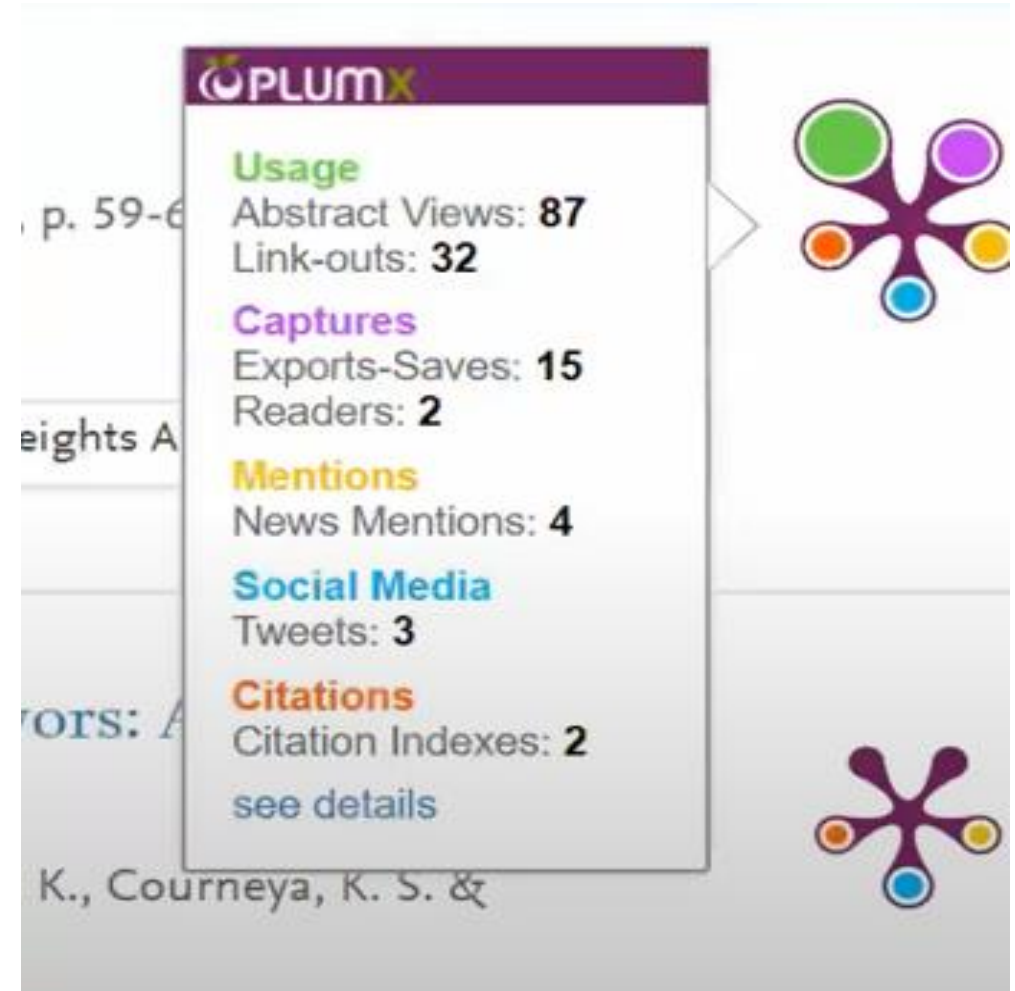 PLUMX
Usage
Abstract Views: 87
Link-outs: 32
Captures
Exports-Saves: 15
Readers: 2
Mentions
News Mentions: 4
Social Media
Tweets: 3
Citations
Citation Indexes: 2
see details
, p. 59-6
eights A
vors: A
K., Courneya, K. S. &